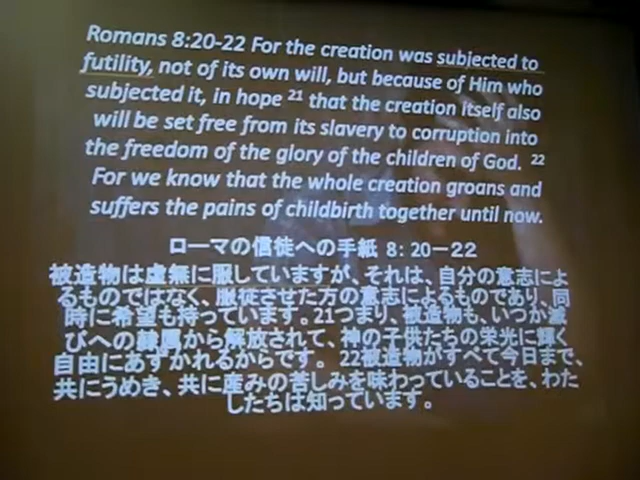 Romans 8:20-22 For the creation was subjected to
futility, not of its own will, but because of Him who
subjected it, in hope 21 that the creation itself also
will be set free from its slavery to corruption into
the freedom of the glory of the children of God. 22
For we know that the whole creation groans and
suffers the pains of childbirth together until now.
ローマの信徒への手紙 8: 20ー22
被造物は虚無に服していますが、それは、自分の意志によ
るものではなく、服従させた方の意志によるものであり、同
時に希望も持っています。21つまり、被造物も、いつか滅
びへの隷属から解放されて、神の子供たちの栄光に輝く
自由にあずかれるからです。 22被造物がすべて今日まで、
共にうめき、共に産みの苦しみを味わっていることを、わた
したちは知っています。